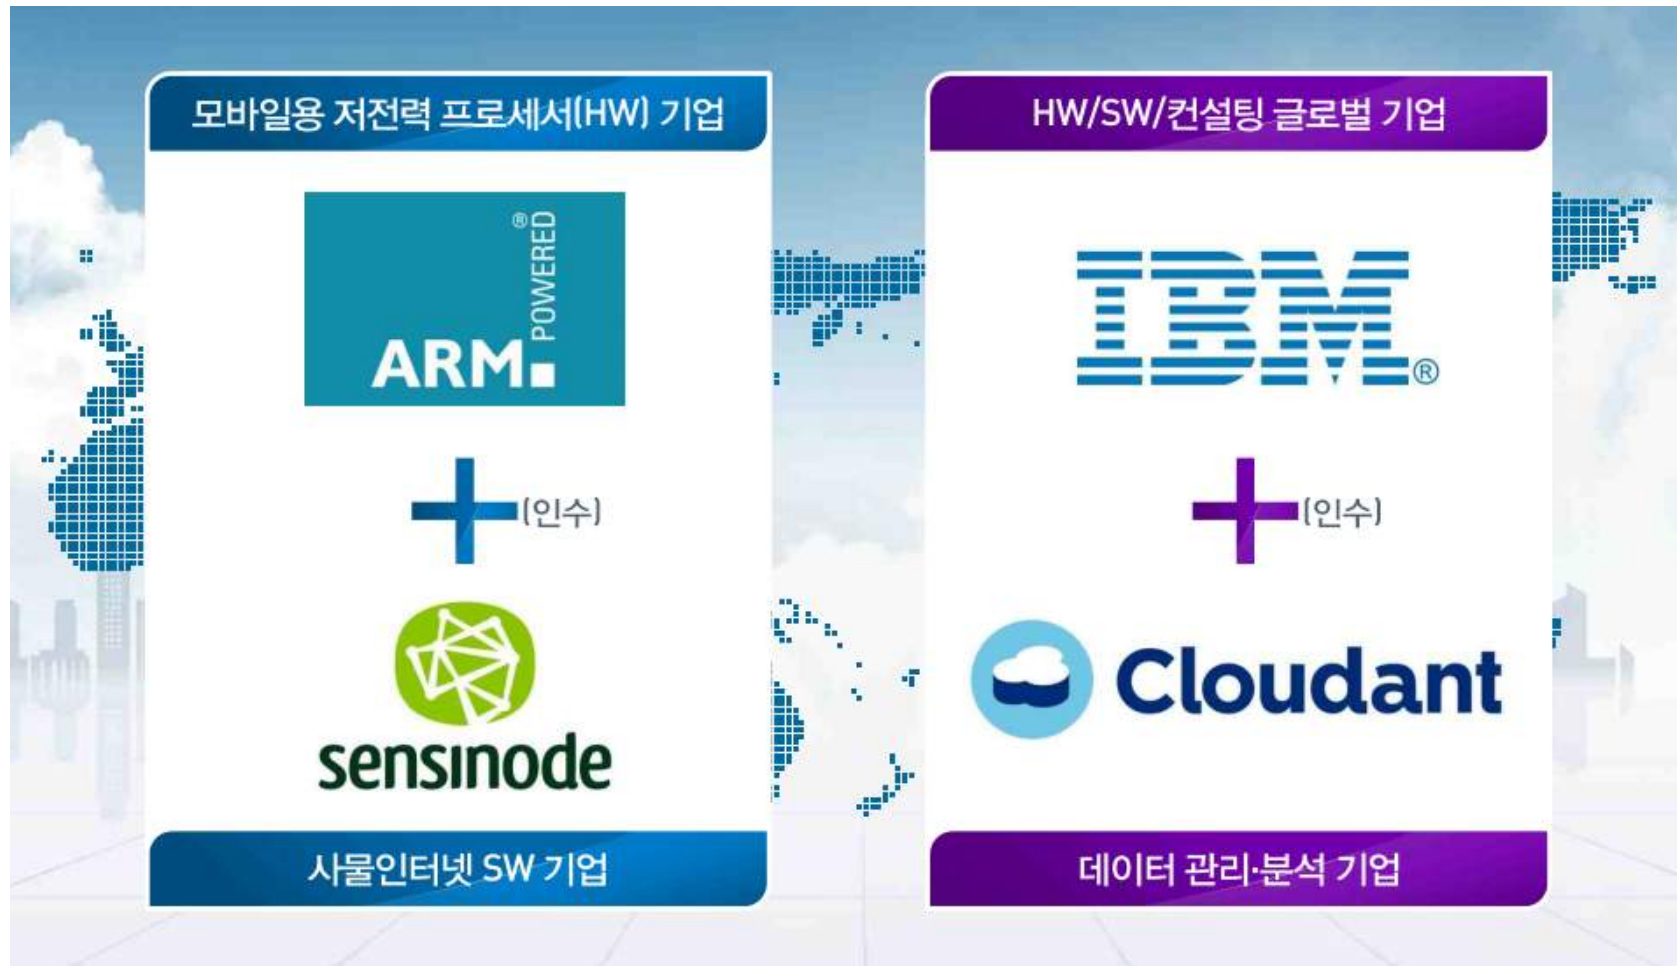 모바일용 저전력 프로세서(HW) 기업
ARM POWERED®
+(인수)
sensinode
사물인터넷 SW 기업
HW/SW/컨설팅 글로벌 기업
IBM®
+(인수)
Cloudant
데이터 관리·분석 기업